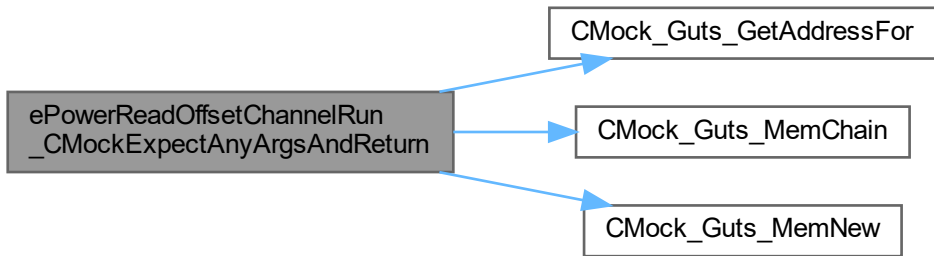 CMock_Guts_GetAddressFor
ePowerReadOffsetChannelRun
_CMockExpectAnyArgsAndReturn
CMock_Guts_MemChain
CMock_Guts_MemNew